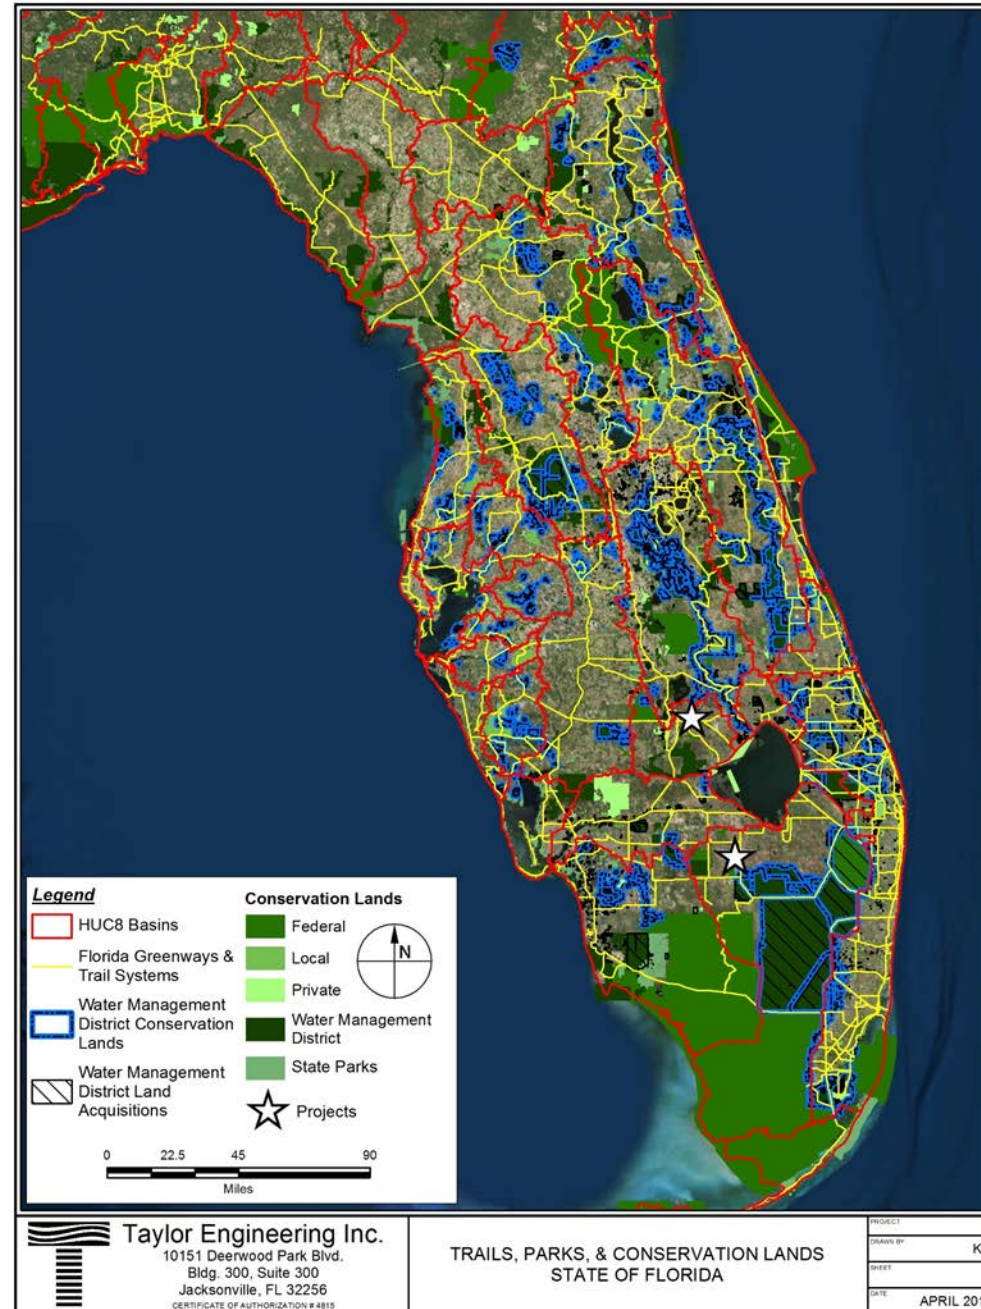 Legend
HUC8 Basins
Florida Greenways &
Trail Systems
Water Management
District Conservation
Lands
Water Management
District Land
Acquisitions
Conservation Lands
Federal
Local
Private
Water Management
District
State Parks
Projects
N
0 22.5 45 90
Miles
Taylor Engineering Inc.
10151 Deerwood Park Blvd.
Bldg. 300, Suite 300
Jacksonville, FL 32256
CERTIFICATE OF AUTHORIZATION # 4815
TRAILS, PARKS, & CONSERVATION LANDS
STATE OF FLORIDA
PROJECT
DRAWN BY
K
SHEET
DATE
APRIL 201